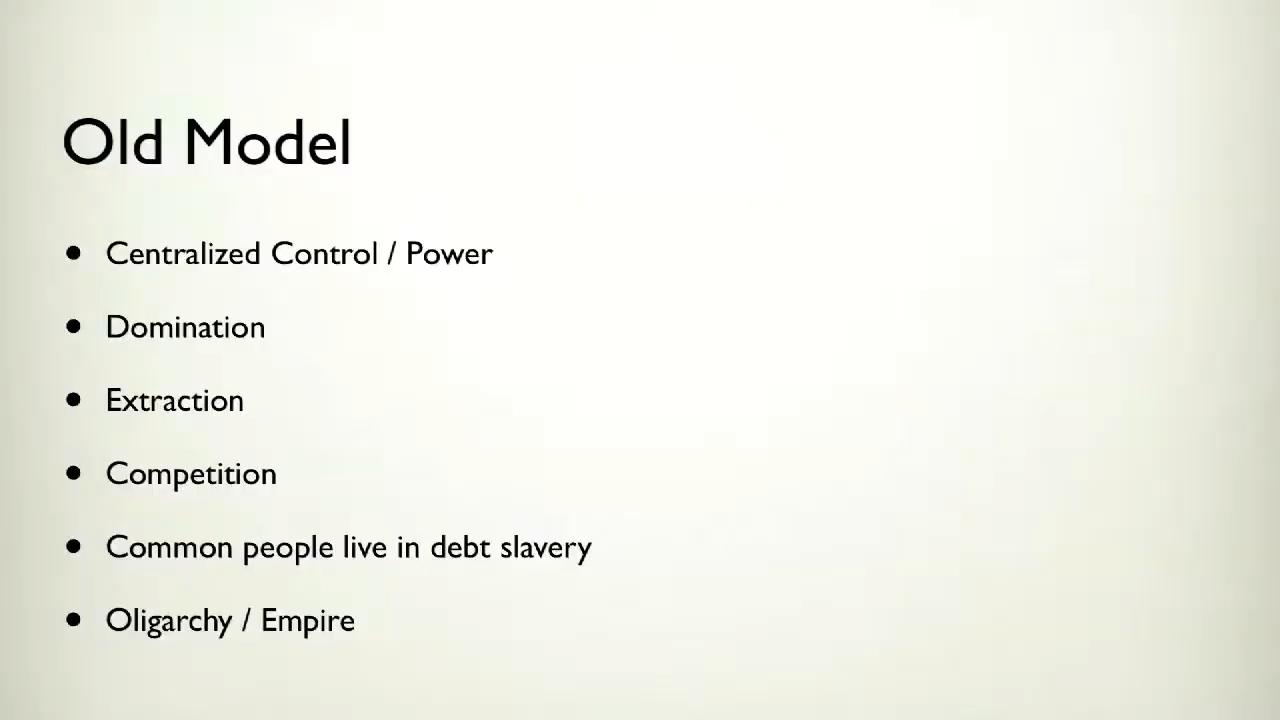 Old Model
• Centralized Control / Power
• Domination
• Extraction
• Competition
• Common people live in debt slavery
• Oligarchy / Empire